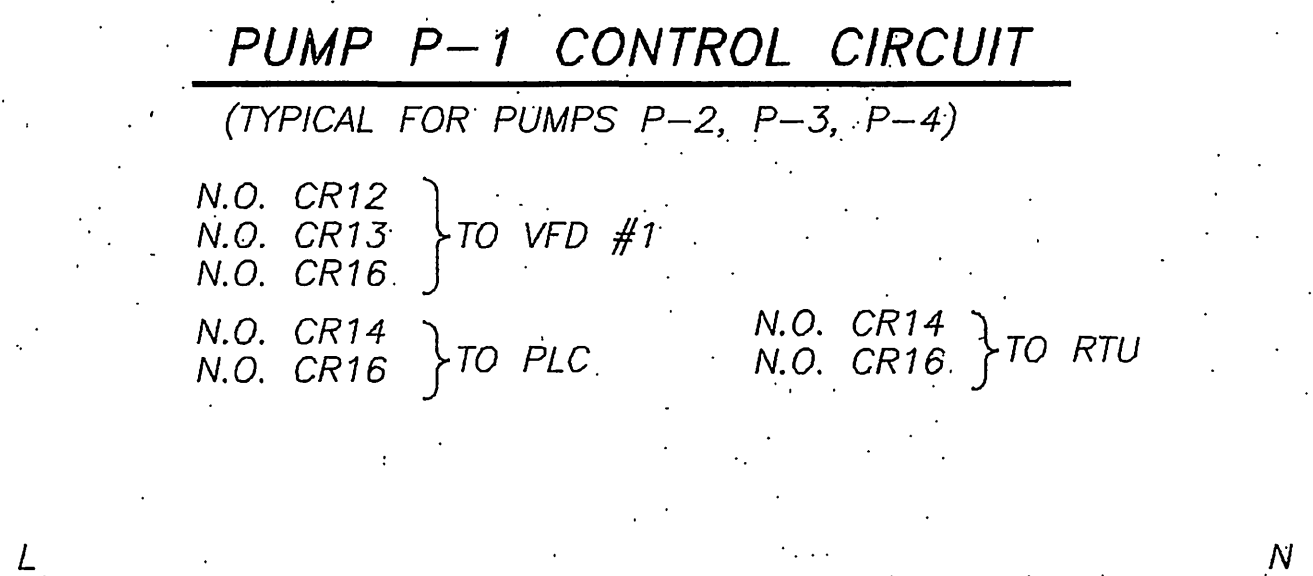 PUMP P-1 CONTROL CIRCUIT
(TYPICAL FOR PUMPS P-2, P-3, P-4)
N.O. CR12
N.O. CR13
N.O. CR16
TO VFD #1
N.O. CR14
N.O. CR16
TO PLC
N.O. CR14
N.O. CR16
TO RTU
L
N